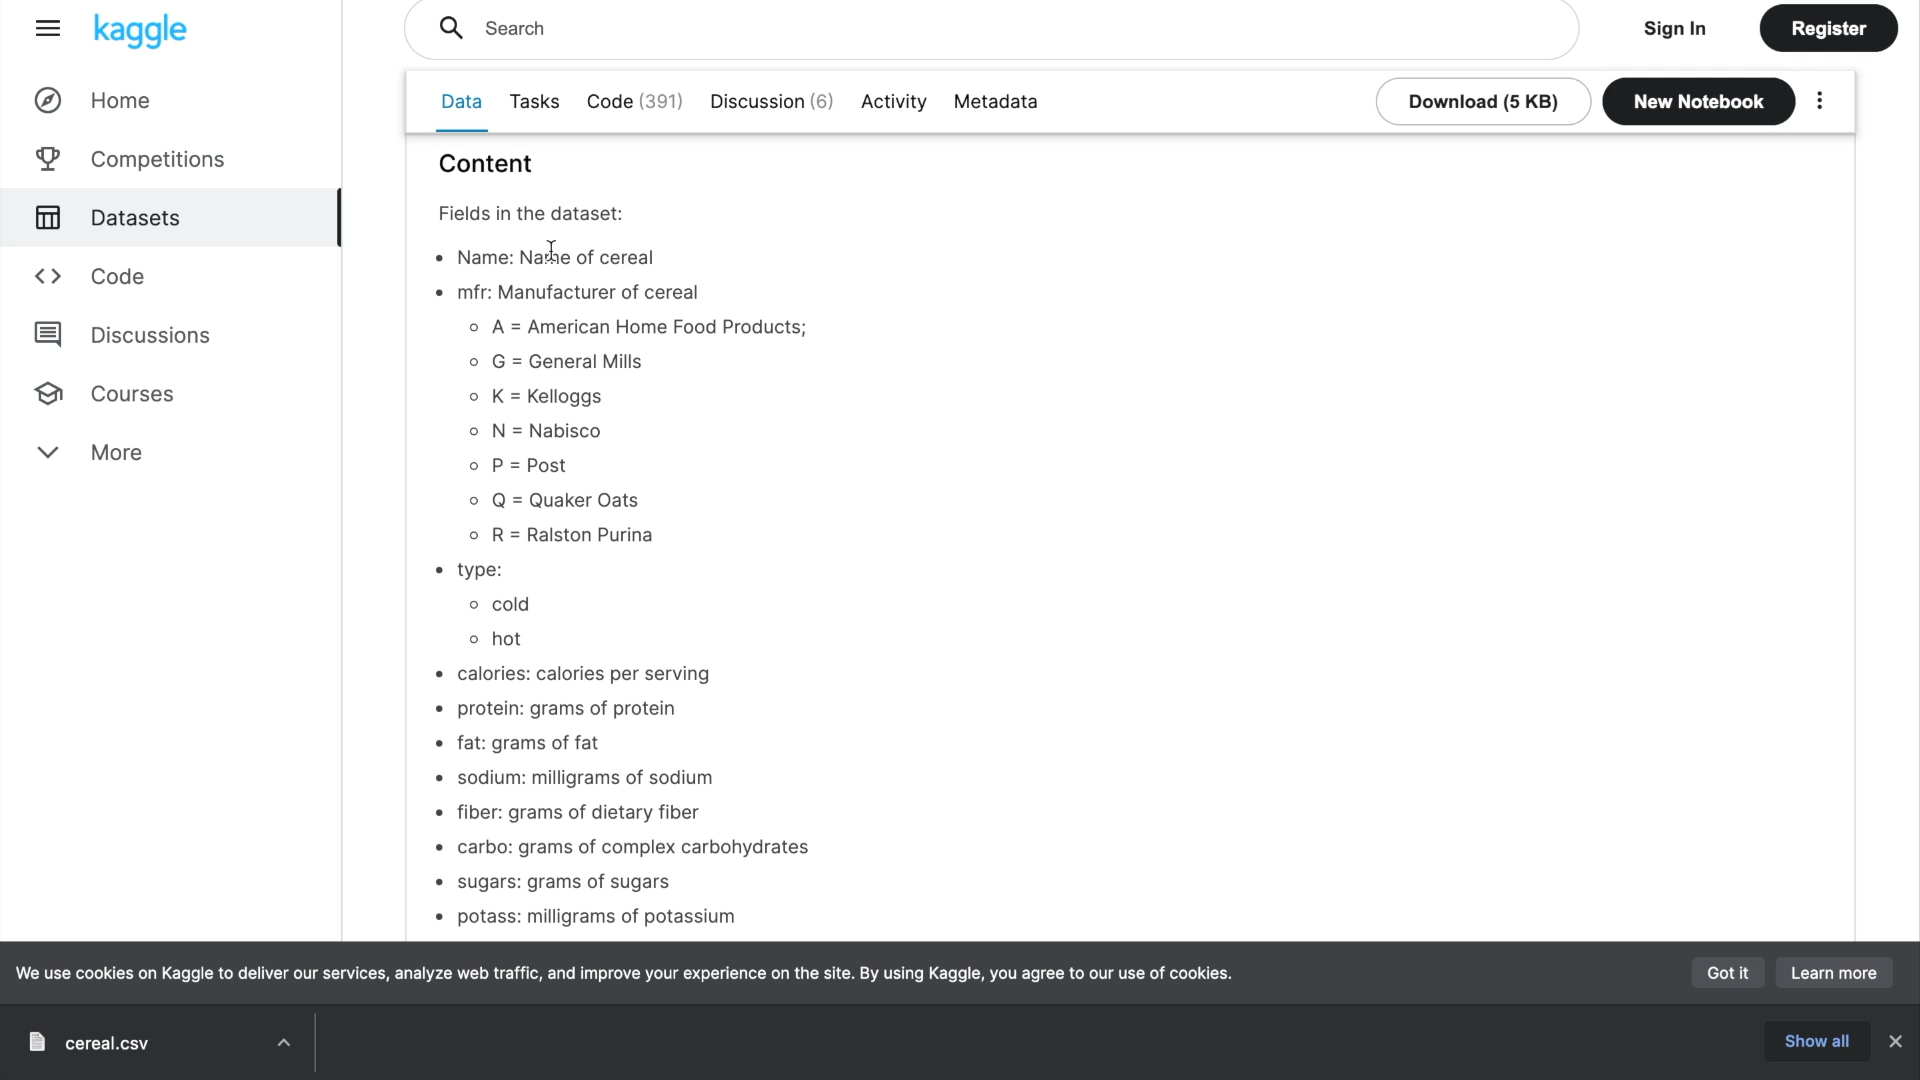 kaggle
Search
Sign In
Register
Home
Competitions
Datasets
Code
Discussions
Courses
More
Data Tasks Code (391) Discussion (6) Activity Metadata
Download (5 KB)
New Notebook
Content
Fields in the dataset:
Name: Name of cereal
mfr: Manufacturer of cereal
A = American Home Food Products;
G = General Mills
K = Kelloggs
N = Nabisco
P = Post
Q = Quaker Oats
R = Ralston Purina
type:
cold
hot
calories: calories per serving
protein: grams of protein
fat: grams of fat
sodium: milligrams of sodium
fiber: grams of dietary fiber
carbo: grams of complex carbohydrates
sugars: grams of sugars
potass: milligrams of potassium
We use cookies on Kaggle to deliver our services, analyze web traffic, and improve your experience on the site. By using Kaggle, you agree to our use of cookies.
Got it
Learn more
cereal.csv
Show all